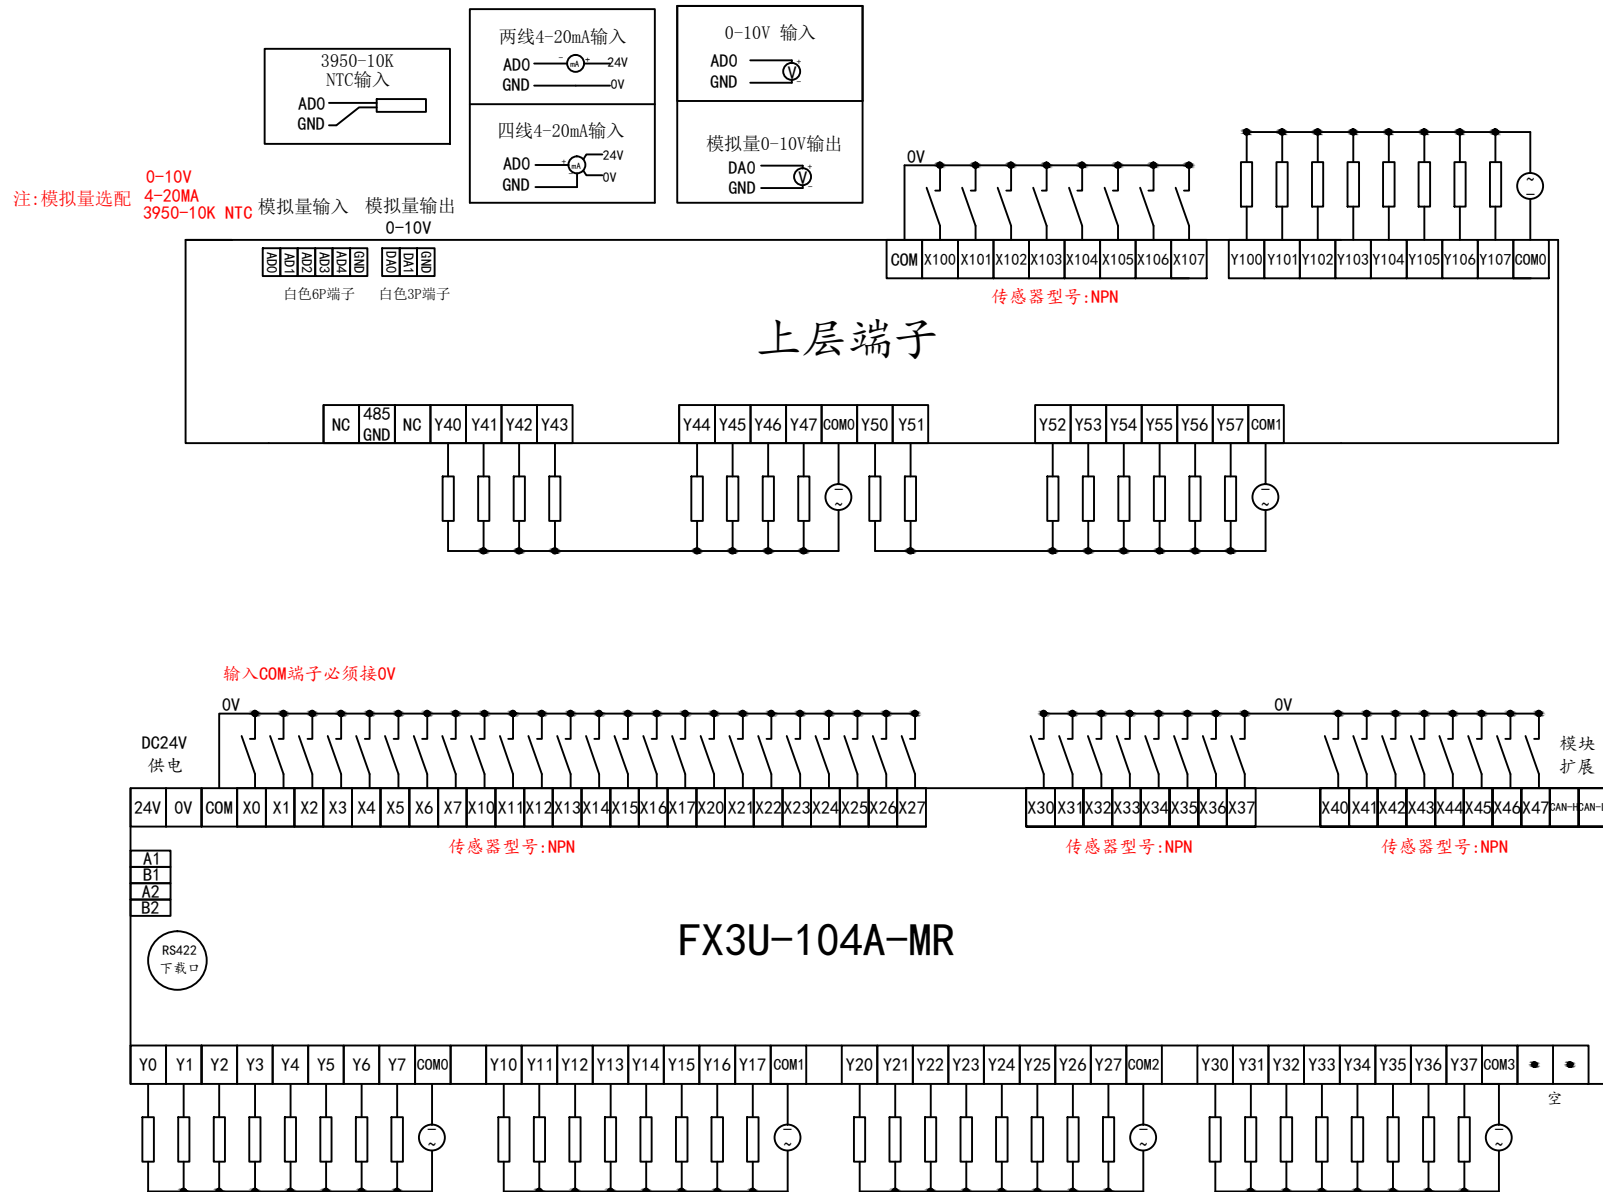 3950-10K
NTC输入
AD0
GND
两线4-20mA输入
AD0 - mA + 24V
GND 0V
四线4-20mA输入
AD0 + mA 24V
GND - 0V
0-10V 输入
AD0 V +
GND -
模拟量0-10V输出
DA0 V +
GND -
注:模拟量选配
0-10V
4-20MA
3950-10K NTC
模拟量输入
模拟量输出
0-10V
AD0 AD1 AD2 AD3 AD4 GND
DA0 DA1 GND
白色6P端子
白色3P端子
0V
COM X100 X101 X102 X103 X104 X105 X106 X107
Y100 Y101 Y102 Y103 Y104 Y105 Y106 Y107 COM0
传感器型号:NPN
上层端子
NC 485 GND NC Y40 Y41 Y42 Y43
Y44 Y45 Y46 Y47 COM0 Y50 Y51
Y52 Y53 Y54 Y55 Y56 Y57 COM1
输入COM端子必须接0V
0V
0V
DC24V
供电
模块
扩展
24V 0V COM X0 X1 X2 X3 X4 X5 X6 X7 X10 X11 X12 X13 X14 X15 X16 X17 X20 X21 X22 X23 X24 X25 X26 X27
X30 X31 X32 X33 X34 X35 X36 X37
X40 X41 X42 X43 X44 X45 X46 X47 CAN-H
传感器型号:NPN
传感器型号:NPN
传感器型号:NPN
A1
B1
A2
B2
RS422
下载口
FX3U-104A-MR
Y0 Y1 Y2 Y3 Y4 Y5 Y6 Y7 COM0
Y10 Y11 Y12 Y13 Y14 Y15 Y16 Y17 COM1
Y20 Y21 Y22 Y23 Y24 Y25 Y26 Y27 COM2
Y30 Y31 Y32 Y33 Y34 Y35 Y36 Y37 COM3
空